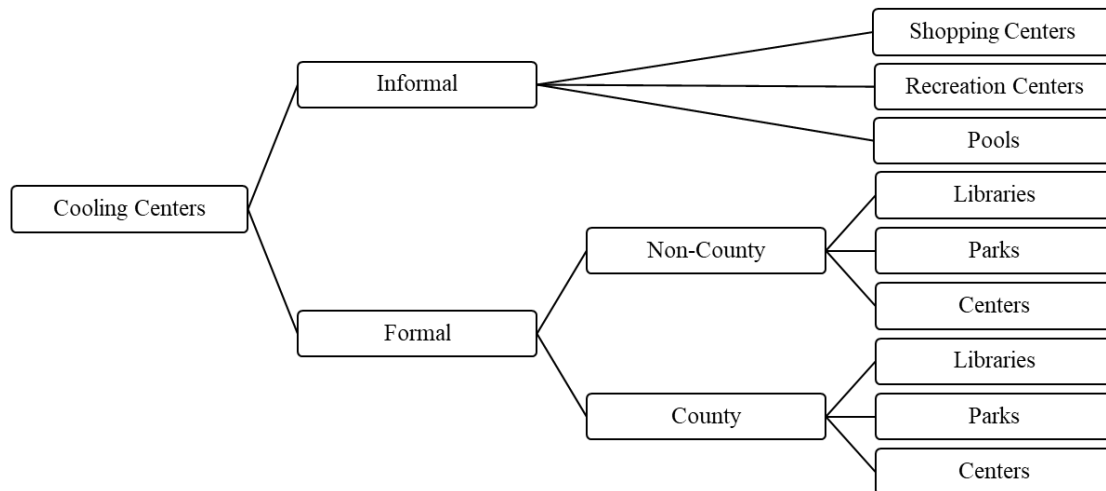 Shopping Centers
Informal
Recreation Centers
Pools
Cooling Centers
Libraries
Non-County
Parks
Centers
Formal
Libraries
County
Parks
Centers